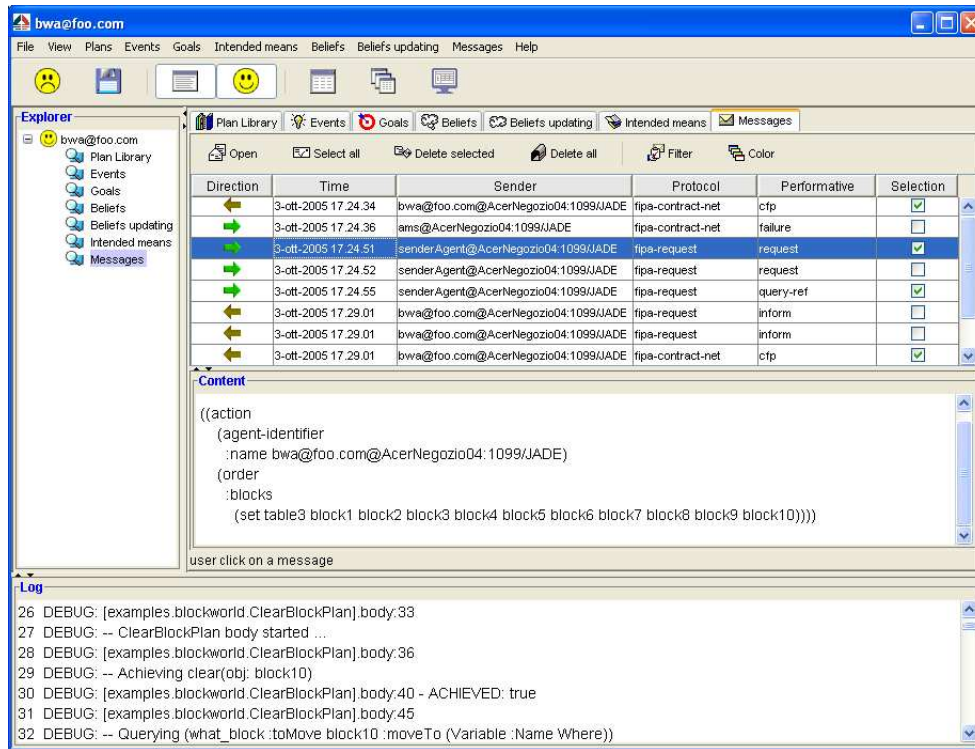 bwa@foo.com
File View Plans Events Goals Intended means Beliefs Beliefs updating Messages Help
Explorer
bwa@foo.com
Plan Library
Events
Goals
Beliefs
Beliefs updating
Intended means
Messages
Plan Library Events Goals Beliefs Beliefs updating Intended means Messages
Open Select all Delete selected Delete all Filter Color
Direction Time Sender Protocol Performative Selection
3-ott-2005 17.24.34 bwa@foo.com@AcerNegozio04:1099/JADE fipa-contract-net cfp
3-ott-2005 17.24.36 ams@AcerNegozio04:1099/JADE fipa-contract-net failure
3-ott-2005 17.24.51 senderAgent@AcerNegozio04:1099/JADE fipa-request request
3-ott-2005 17.24.52 senderAgent@AcerNegozio04:1099/JADE fipa-request request
3-ott-2005 17.24.55 senderAgent@AcerNegozio04:1099/JADE fipa-request query-ref
3-ott-2005 17.29.01 bwa@foo.com@AcerNegozio04:1099/JADE fipa-request inform
3-ott-2005 17.29.01 bwa@foo.com@AcerNegozio04:1099/JADE fipa-request inform
3-ott-2005 17.29.01 bwa@foo.com@AcerNegozio04:1099/JADE fipa-contract-net cfp
Content
((action
(agent-identifier
:name bwa@foo.com@AcerNegozio04:1099/JADE)
(order
:blocks
(set table3 block1 block2 block3 block4 block5 block6 block7 block8 block9 block10))))
user click on a message
Log
26 DEBUG: [examples.blockworld.ClearBlockPlan].body:33
27 DEBUG: -- ClearBlockPlan body started ...
28 DEBUG: [examples.blockworld.ClearBlockPlan].body:36
29 DEBUG: -- Achieving clear(obj: block10)
30 DEBUG: [examples.blockworld.ClearBlockPlan].body:40 - ACHIEVED: true
31 DEBUG: [examples.blockworld.ClearBlockPlan].body:45
32 DEBUG: -- Querying (what_block :toMove block10 :moveTo (Variable :Name Where))